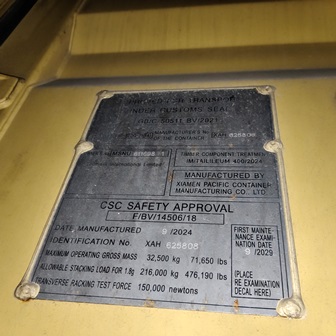 APPROVED FOR TRANSPORT
UNDER CUSTOMS SEAL
BV/2021
MANUFACTURER'S No.
OF THE CONTAINER
XAH 625808
TIMBER COMPONENT TREATMENT
IM/TAILILEUM 400/2024
MANUFACTURED BY
XIAMEN PACIFIC CONTAINER
MANUFACTURING CO. LTD
CSC SAFETY APPROVAL
F/BV/14506/18
DATE MANUFACTURED 9 /2024
IDENTIFICATION No. XAH 625808
MAXIMUM OPERATING GROSS MASS 32,500 kg 71,650 lbs
ALLOWABLE STACKING LOAD FOR 1.8g 216,000 kg 476,190 lbs
TRANSVERSE RACKING TEST FORCE 150,000 newtons
FIRST MAINTE-
NANCE EXAMI-
NATION DATE
9 /2029
(PLACE
RE EXAMINATION
DECAL HERE)